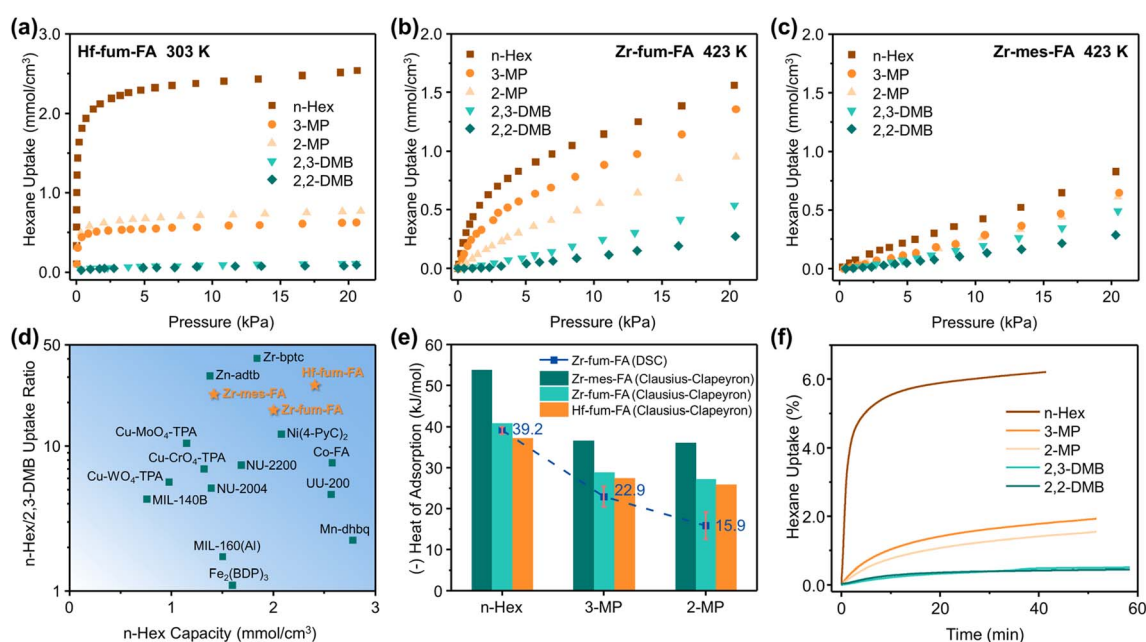 (a)
Hf-fum-FA 303 K
3.0
2.0
1.0
0.0
Hexane Uptake (mmol/cm³)
n-Hex
3-MP
2-MP
2,3-DMB
2,2-DMB
0 5 10 15 20
Pressure (kPa)
(b)
Zr-fum-FA 423 K
2.0
1.5
1.0
0.5
0.0
Hexane Uptake (mmol/cm³)
n-Hex
3-MP
2-MP
2,3-DMB
2,2-DMB
0 5 10 15 20
Pressure (kPa)
(c)
Zr-mes-FA 423 K
2.0
1.5
1.0
0.5
0.0
Hexane Uptake (mmol/cm³)
n-Hex
3-MP
2-MP
2,3-DMB
2,2-DMB
0 5 10 15 20
Pressure (kPa)
(d)
50
10
1
n-Hex/2,3-DMB Uptake Ratio
Zr-bptc
Zn-adtb
Hf-fum-FA
Zr-mes-FA
Zr-fum-FA
Cu-MoO₄-TPA
Ni(4-PyC)₂
Cu-CrO₄-TPA
Co-FA
NU-2200
Cu-WO₄-TPA
NU-2004
UU-200
MIL-140B
Mn-dhbq
MIL-160(Al)
Fe₂(BDP)₃
0 1 2 3
n-Hex Capacity (mmol/cm³)
(e)
60
50
40
30
20
10
0
(-) Heat of Adsorption (kJ/mol)
Zr-fum-FA (DSC)
Zr-mes-FA (Clausius-Clapeyron)
Zr-fum-FA (Clausius-Clapeyron)
Hf-fum-FA (Clausius-Clapeyron)
39.2
22.9
15.9
n-Hex 3-MP 2-MP
(f)
8.0
6.0
4.0
2.0
0.0
Hexane Uptake (%)
n-Hex
3-MP
2-MP
2,3-DMB
2,2-DMB
0 20 40 60
Time (min)